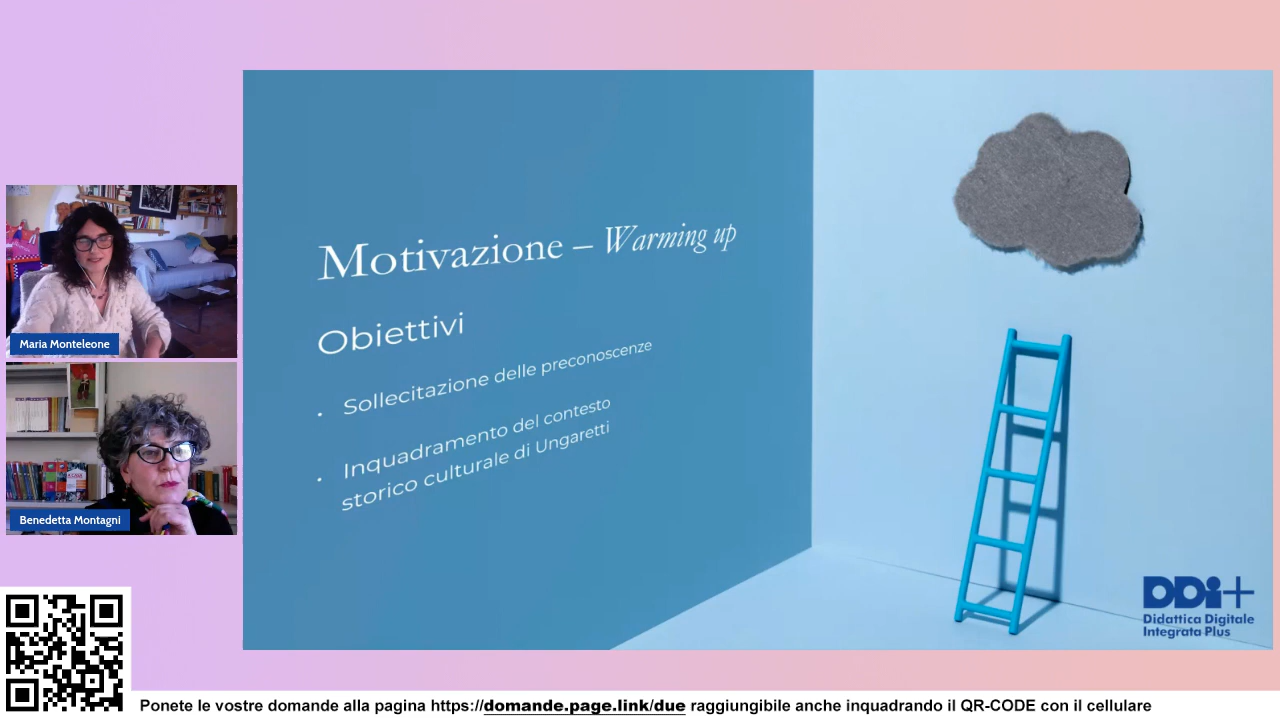 Motivazione – Warming up
Obiettivi
• Sollecitazione delle preconoscenze
• Inquadramento del contesto
storico culturale di Ungaretti
Maria Monteleone
Benedetta Montagni
DDi+
Didattica Digitale
Integrata Plus
Ponete le vostre domande alla pagina https://domande.page.link/due raggiungibile anche inquadrando il QR-CODE con il cellulare